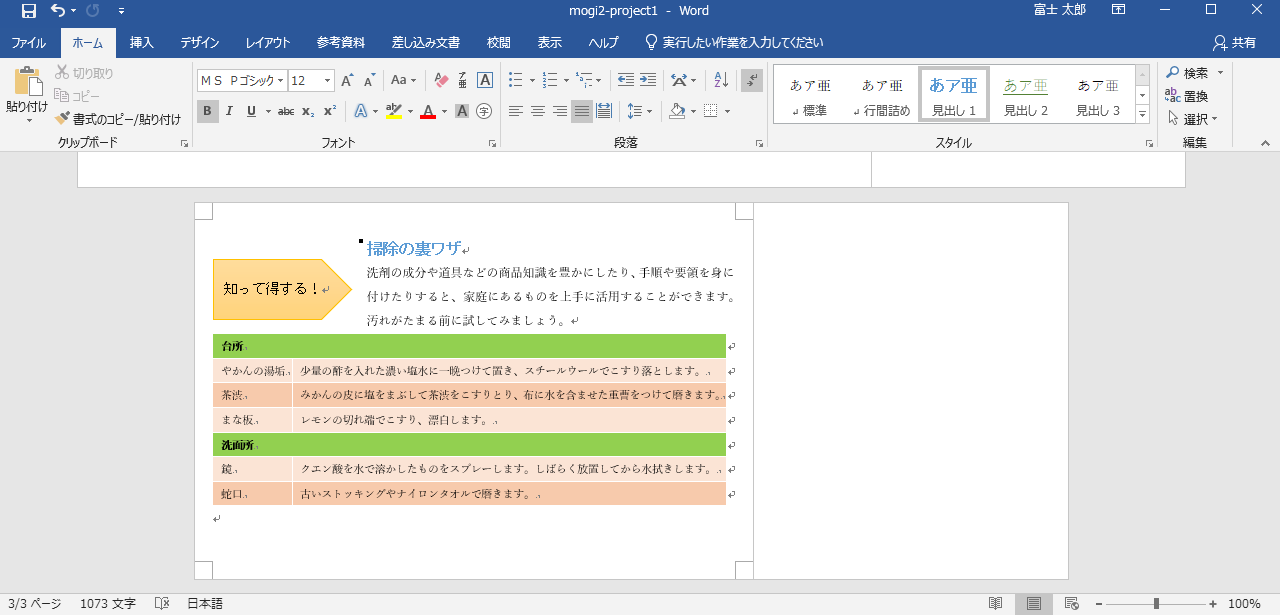 mogi2-project1 - Word
富士 太郎
ファイル ホーム 挿入 デザイン レイアウト 参考資料 差し込み文書 校閲 表示 ヘルプ 実行したい作業を入力してください 共有
貼り付け
切り取り
コピー
書式のコピー/貼り付け
クリップボード
ＭＳ Ｐゴシック 12
Aa
B I U abc x₂ x²
フォント
段落
あア亜 あア亜 あア亜 あア亜 あア亜
標準 行間詰め 見出し 1 見出し 2 見出し 3
スタイル
検索
置換
選択
編集
掃除の裏ワザ
知って得する！
洗剤の成分や道具などの商品知識を豊かにしたり、手順や要領を身に
付けたりすると、家庭にあるものを上手に活用することができます。
汚れがたまる前に試してみましょう。
台所
やかんの湯垢 少量の酢を入れた濃い塩水に一晩つけて置き、スチールウールでこすり落とします。
茶渋 みかんの皮に塩をまぶして茶渋をこすりとり、布に水を含ませた重曹をつけて磨きます。
まな板 レモンの切れ端でこすり、漂白します。
洗面所
鏡 クエン酸を水で溶かしたものをスプレーします。しばらく放置してから水拭きします。
蛇口 古いストッキングやナイロンタオルで磨きます。
3/3 ページ 1073 文字 日本語 100%